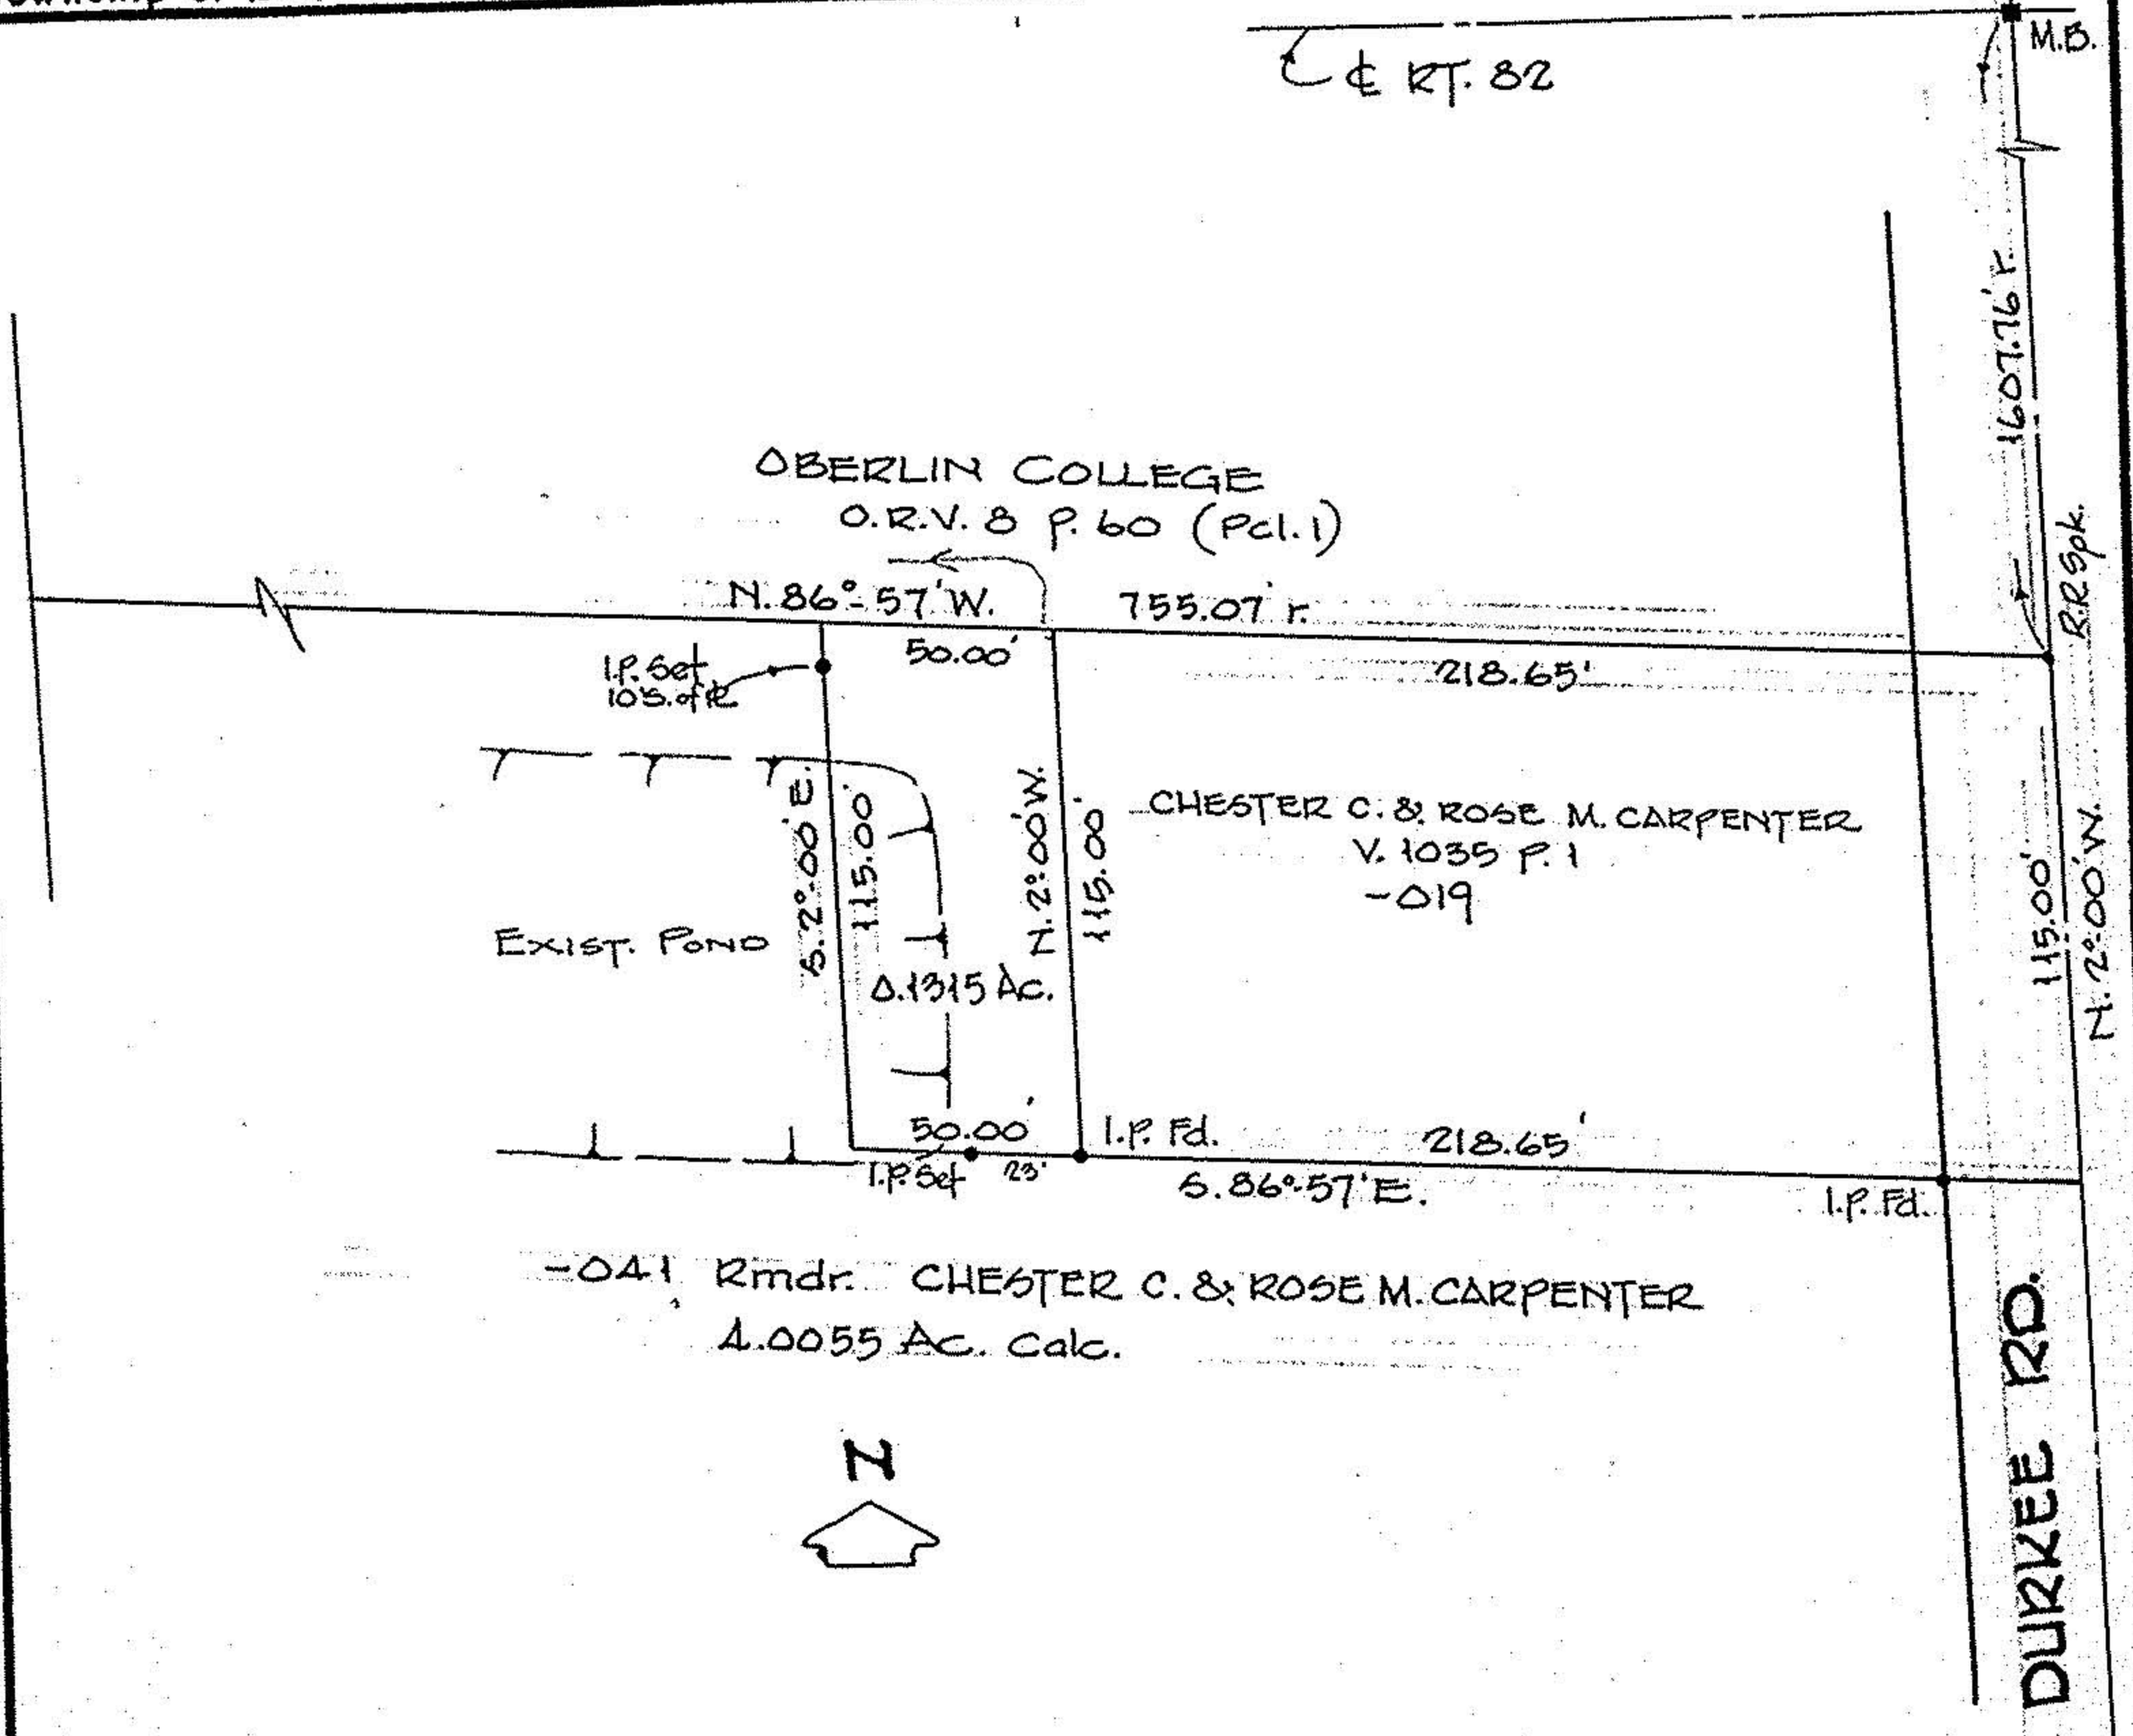 M.B.
℄ RT. 82
1607.76' r.
OBERLIN COLLEGE
O.R.V. 8 P. 60 (Pcl. 1)
R.R.Spk.
N. 86°-57' W.
755.07' r.
50.00'
218.65'
I.P. Set
10'S. of ℄
S. 2°-00' E.
115.00'
N. 2°-00' W.
115.00'
CHESTER C. & ROSE M. CARPENTER
V. 1035 P. 1
-019
115.00'
N. 2°-00' W.
EXIST. POND
0.1315 Ac.
50.00'
I.P. Fd.
218.65'
I.P. Set
23'
S. 86°-57' E.
I.P. Fd.
-041 Rmdr. CHESTER C. & ROSE M. CARPENTER
1.0055 Ac. Calc.
N
DURKEE RD.